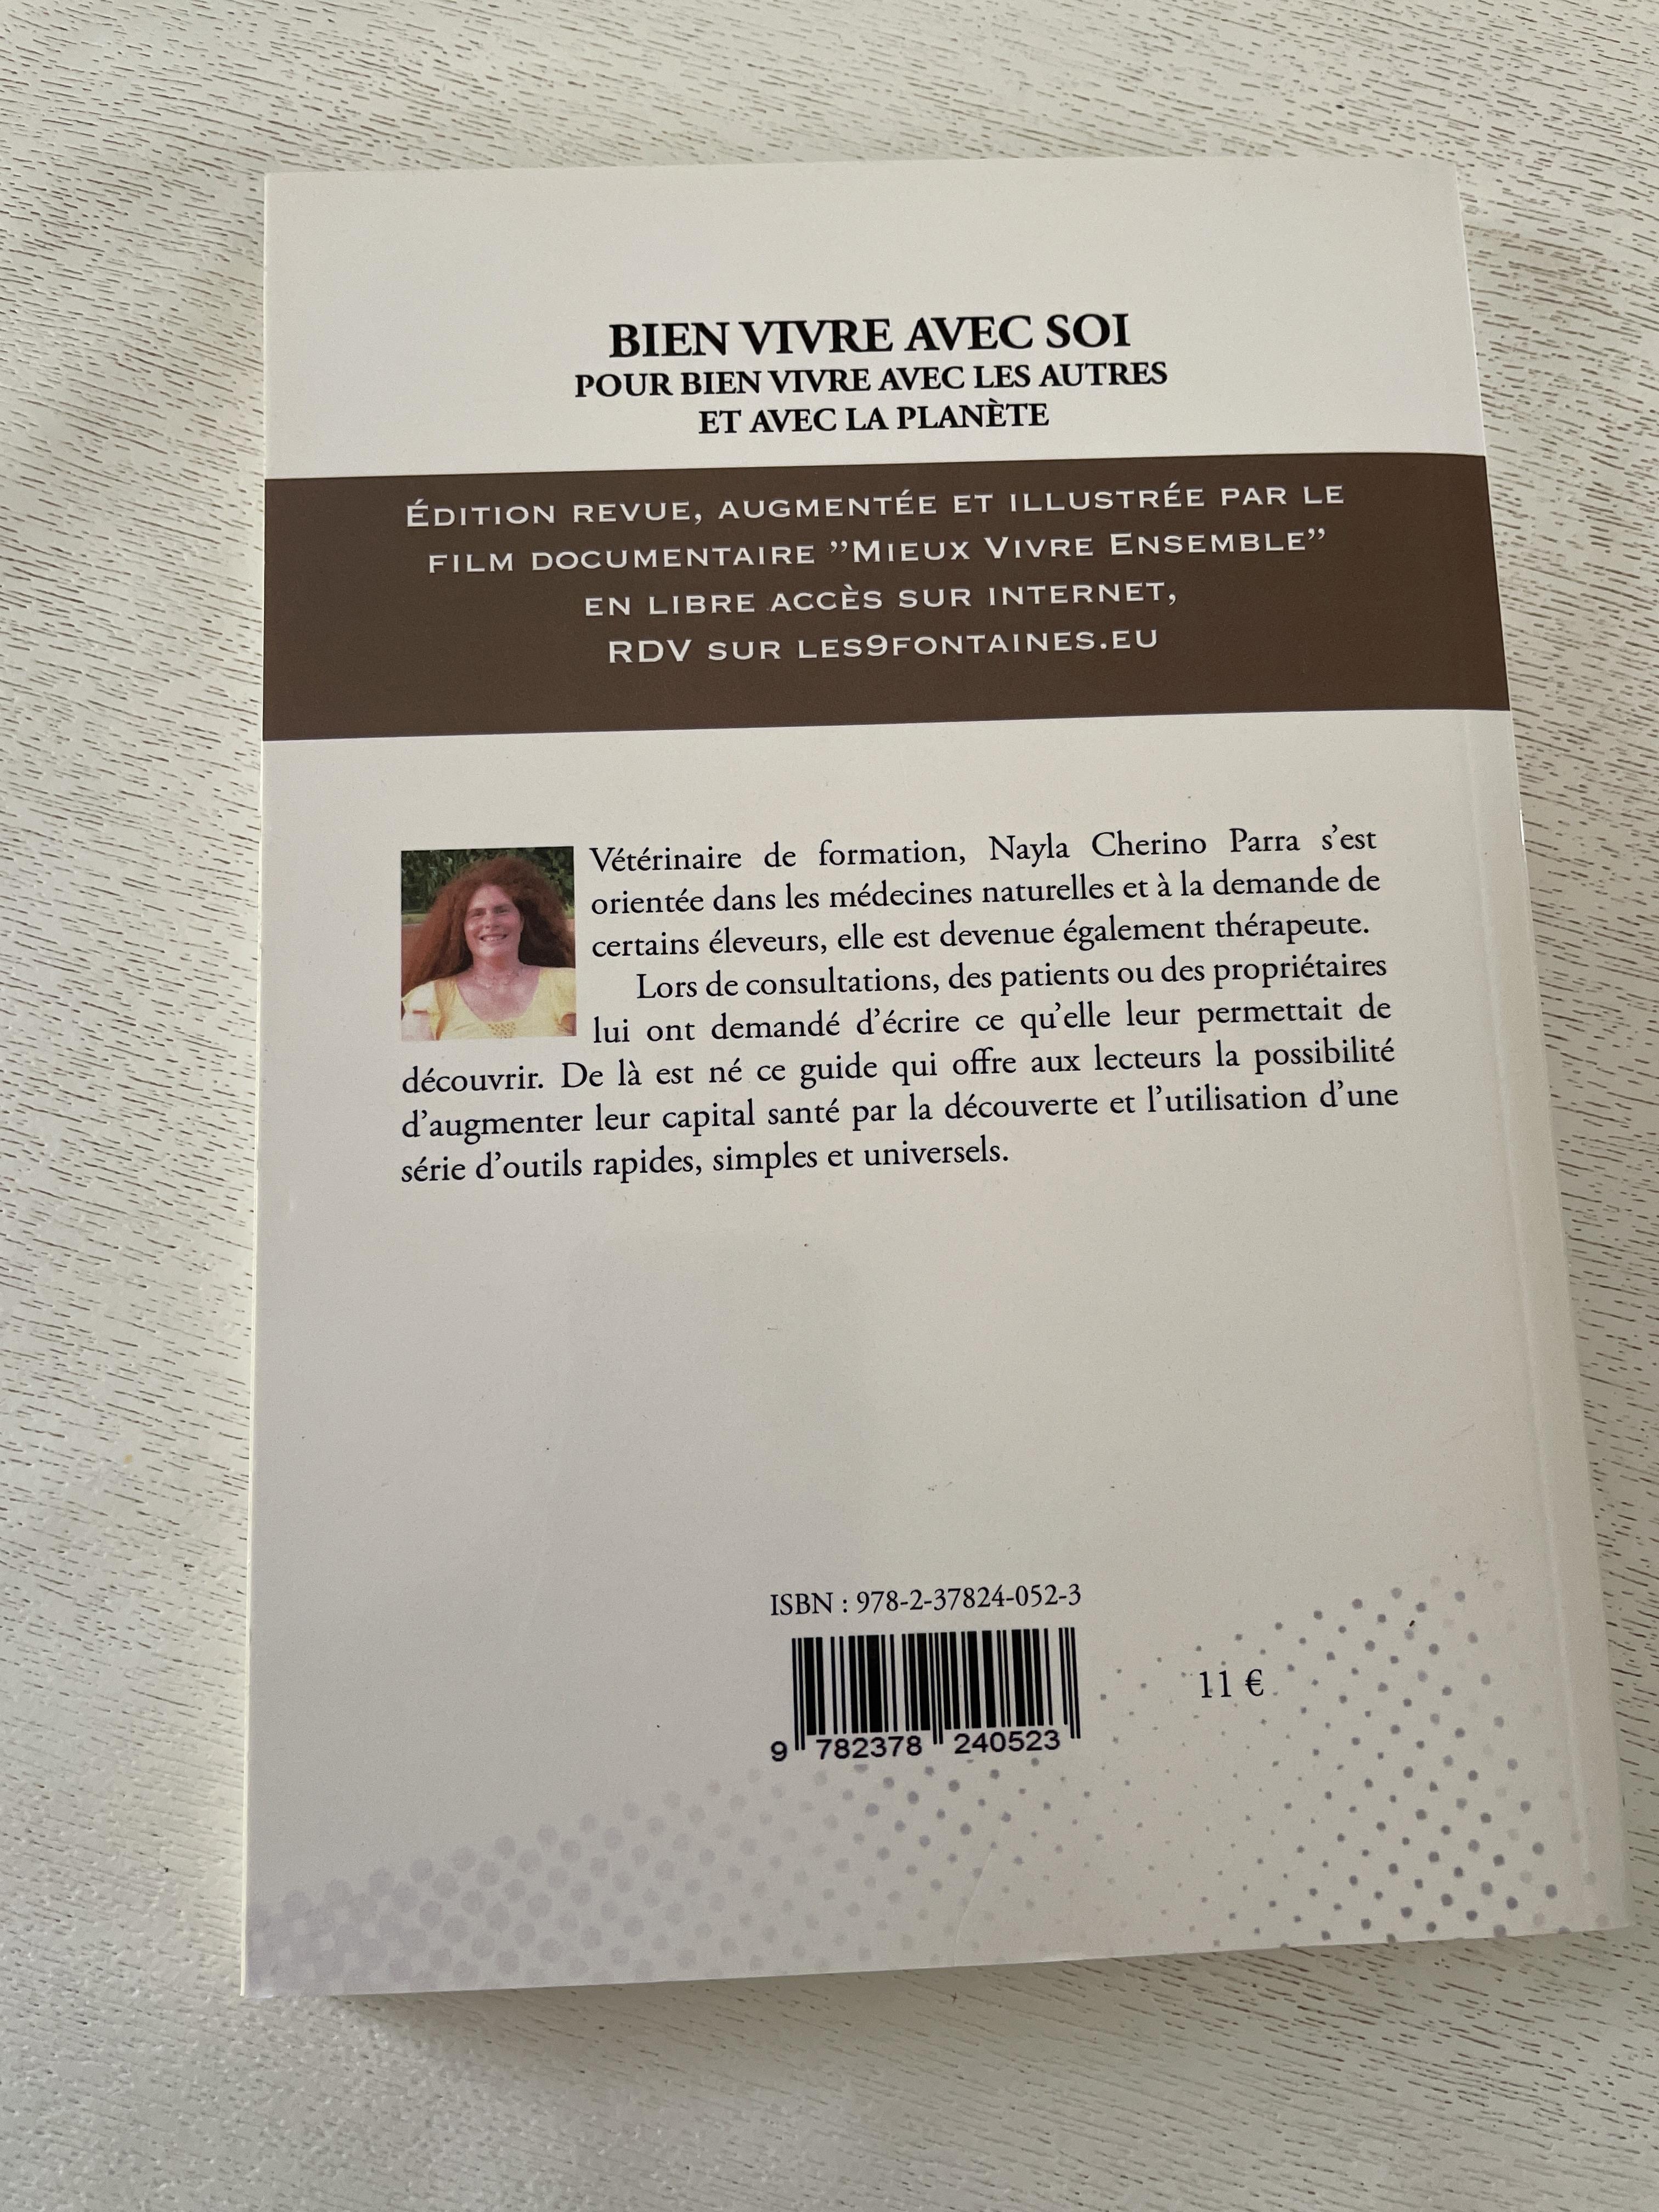 BIEN VIVRE AVEC SOI
POUR BIEN VIVRE AVEC LES AUTRES
ET AVEC LA PLANÈTE
ÉDITION REVUE, AUGMENTÉE ET ILLUSTRÉE PAR LE
FILM DOCUMENTAIRE ”MIEUX VIVRE ENSEMBLE”
EN LIBRE ACCÈS SUR INTERNET,
RDV SUR LES9FONTAINES.EU
Vétérinaire de formation, Nayla Cherino Parra s’est
orientée dans les médecines naturelles et à la demande de
certains éleveurs, elle est devenue également thérapeute.
Lors de consultations, des patients ou des propriétaires
lui ont demandé d’écrire ce qu’elle leur permettait de
découvrir. De là est né ce guide qui offre aux lecteurs la possibilité
d’augmenter leur capital santé par la découverte et l’utilisation d’une
série d’outils rapides, simples et universels.
ISBN : 978-2-37824-052-3
11 €
9 782378 240523